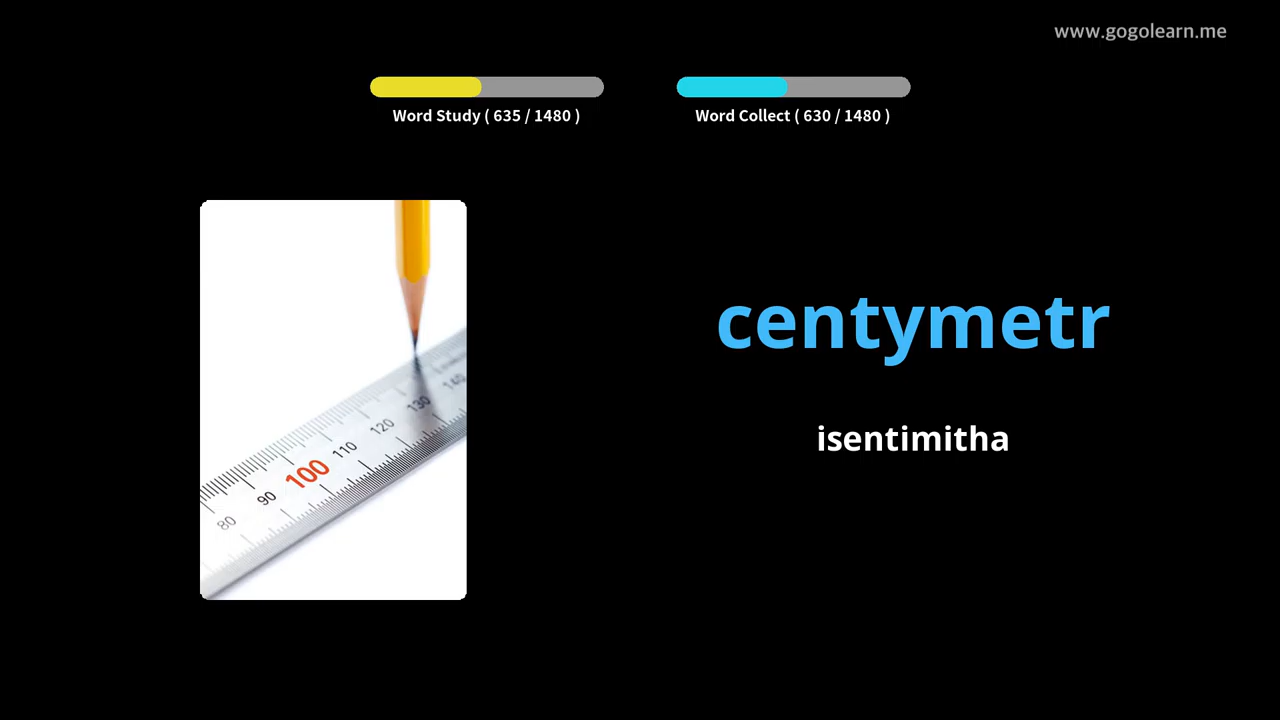 www.gogolearn.me
Word Study ( 635 / 1480 )
Word Collect ( 630 / 1480 )
centymetr
isentimitha
80
90
100
110
120
130
140